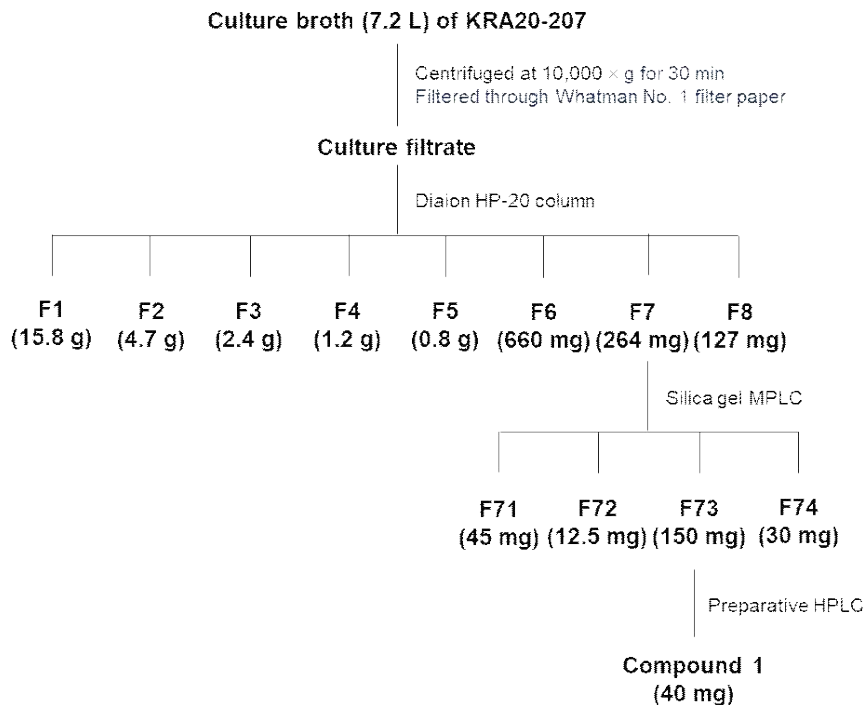 Culture broth (7.2 L) of KRA20-207
Centrifuged at 10,000 × g for 30 min
Filtered through Whatman No. 1 filter paper
Culture filtrate
Diaion HP-20 column
F1 F2 F3 F4 F5 F6 F7 F8
(15.8 g) (4.7 g) (2.4 g) (1.2 g) (0.8 g) (660 mg) (264 mg) (127 mg)
Silica gel MPLC
F71 F72 F73 F74
(45 mg) (12.5 mg) (150 mg) (30 mg)
Preparative HPLC
Compound 1
(40 mg)